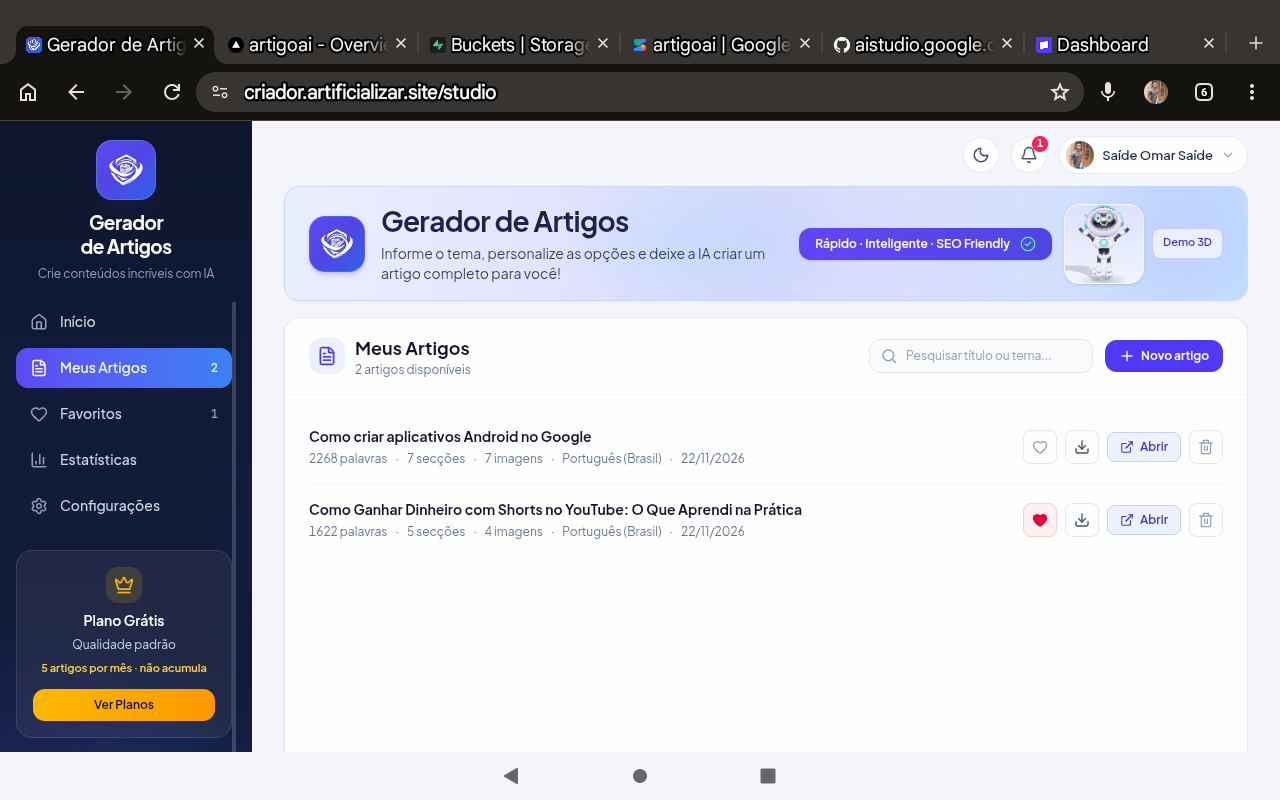 Gerador de Artig
artigoai - Overvie
Buckets | Storage
artigoai | Google
aistudio.google.c
Dashboard
criador.artificializar.site/studio
6
Gerador
de Artigos
Crie conteúdos incríveis com IA
Início
Meus Artigos 2
Favoritos 1
Estatísticas
Configurações
Plano Grátis
Qualidade padrão
5 artigos por mês · não acumula
Ver Planos
1
Saíde Omar Saíde
Gerador de Artigos
Informe o tema, personalize as opções e deixe a IA criar um
artigo completo para você!
Rápido · Inteligente · SEO Friendly
Demo 3D
Meus Artigos
2 artigos disponíveis
Pesquisar título ou tema...
Novo artigo
Como criar aplicativos Android no Google
2268 palavras · 7 secções · 7 imagens · Português (Brasil) · 22/11/2026
Abrir
Como Ganhar Dinheiro com Shorts no YouTube: O Que Aprendi na Prática
1622 palavras · 5 secções · 4 imagens · Português (Brasil) · 22/11/2026
Abrir